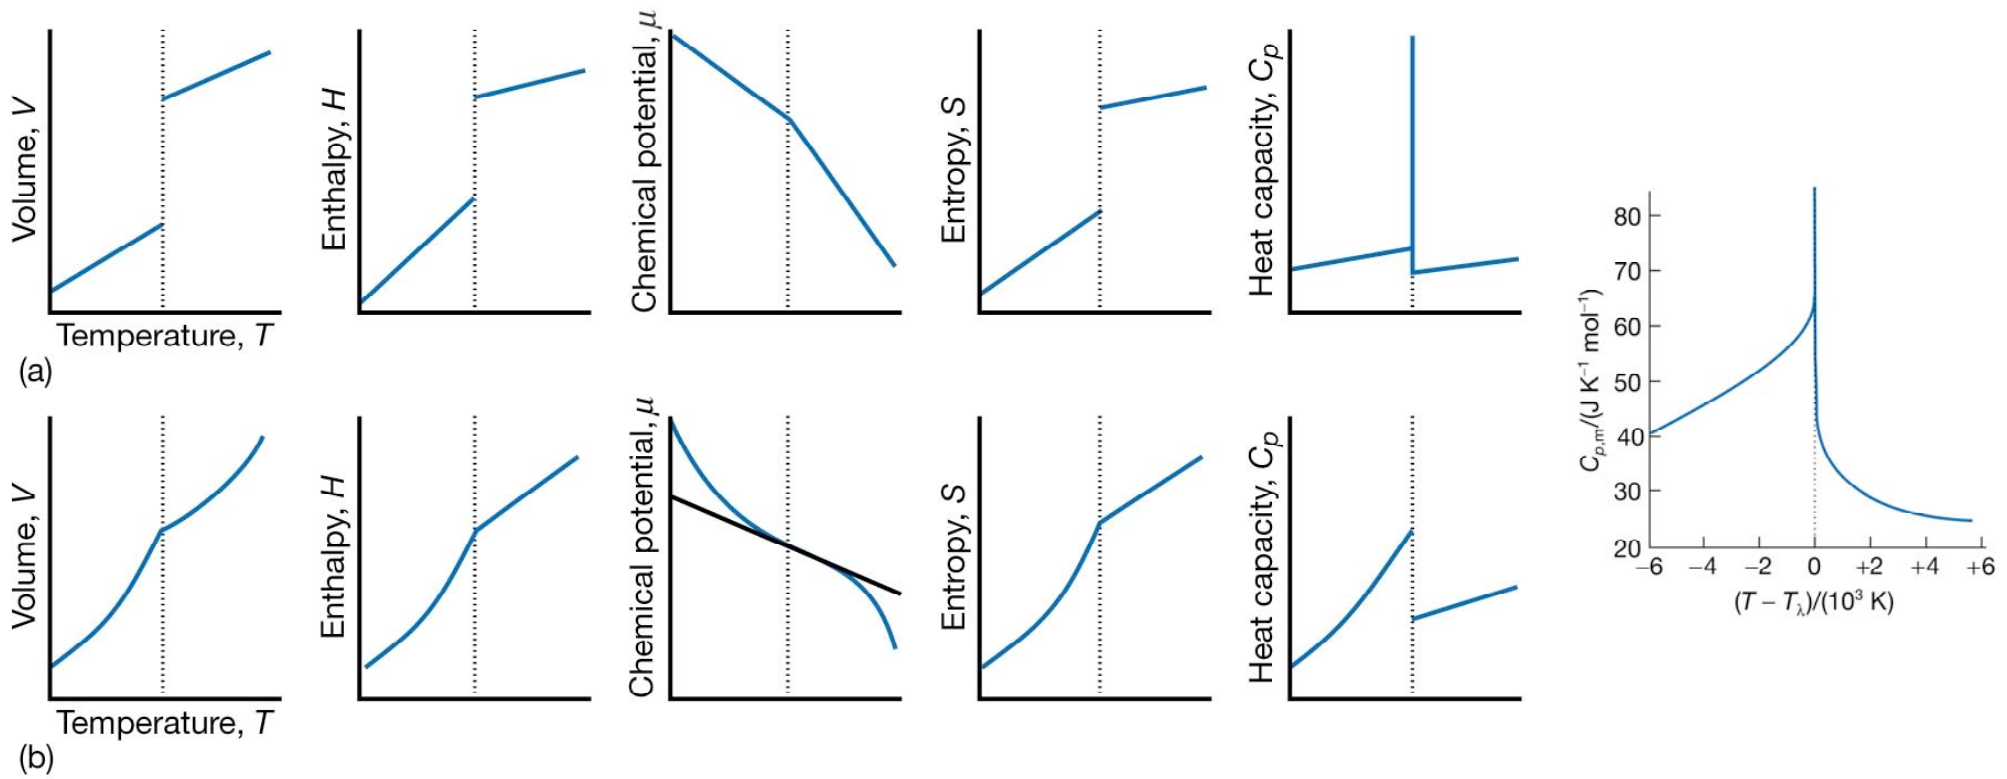 Volume, V
Enthalpy, H
Chemical potential, μ
Entropy, S
Heat capacity, Cp
Temperature, T
(a)
Volume, V
Enthalpy, H
Chemical potential, μ
Entropy, S
Heat capacity, Cp
Temperature, T
(b)
Cp,m/(J K−1 mol−1)
80
70
60
50
40
30
20
−6 −4 −2 0 +2 +4 +6
(T − Tλ)/(10³ K)